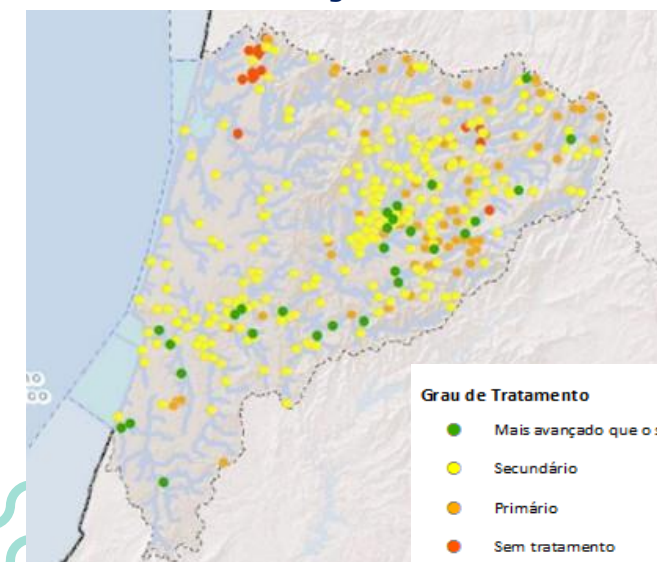 Grau de Tratamento
Mais avançado que o s
Secundário
Primário
Sem tratamento